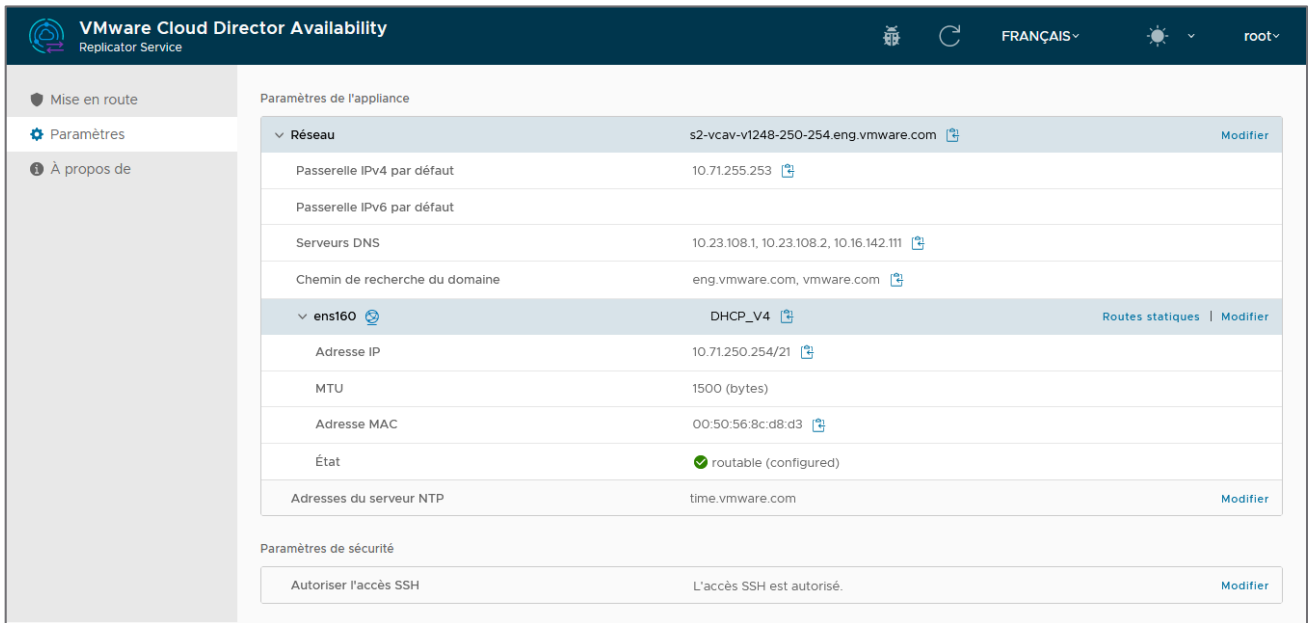 VMware Cloud Director Availability
Replicator Service
FRANÇAIS
root
Mise en route
Paramètres
À propos de
Paramètres de l'appliance
Réseau s2-vcav-v1248-250-254.eng.vmware.com Modifier
Passerelle IPv4 par défaut 10.71.255.253
Passerelle IPv6 par défaut
Serveurs DNS 10.23.108.1, 10.23.108.2, 10.16.142.111
Chemin de recherche du domaine eng.vmware.com, vmware.com
ens160 DHCP_V4 Routes statiques | Modifier
Adresse IP 10.71.250.254/21
MTU 1500 (bytes)
Adresse MAC 00:50:56:8c:d8:d3
État routable (configured)
Adresses du serveur NTP time.vmware.com Modifier
Paramètres de sécurité
Autoriser l'accès SSH L'accès SSH est autorisé. Modifier